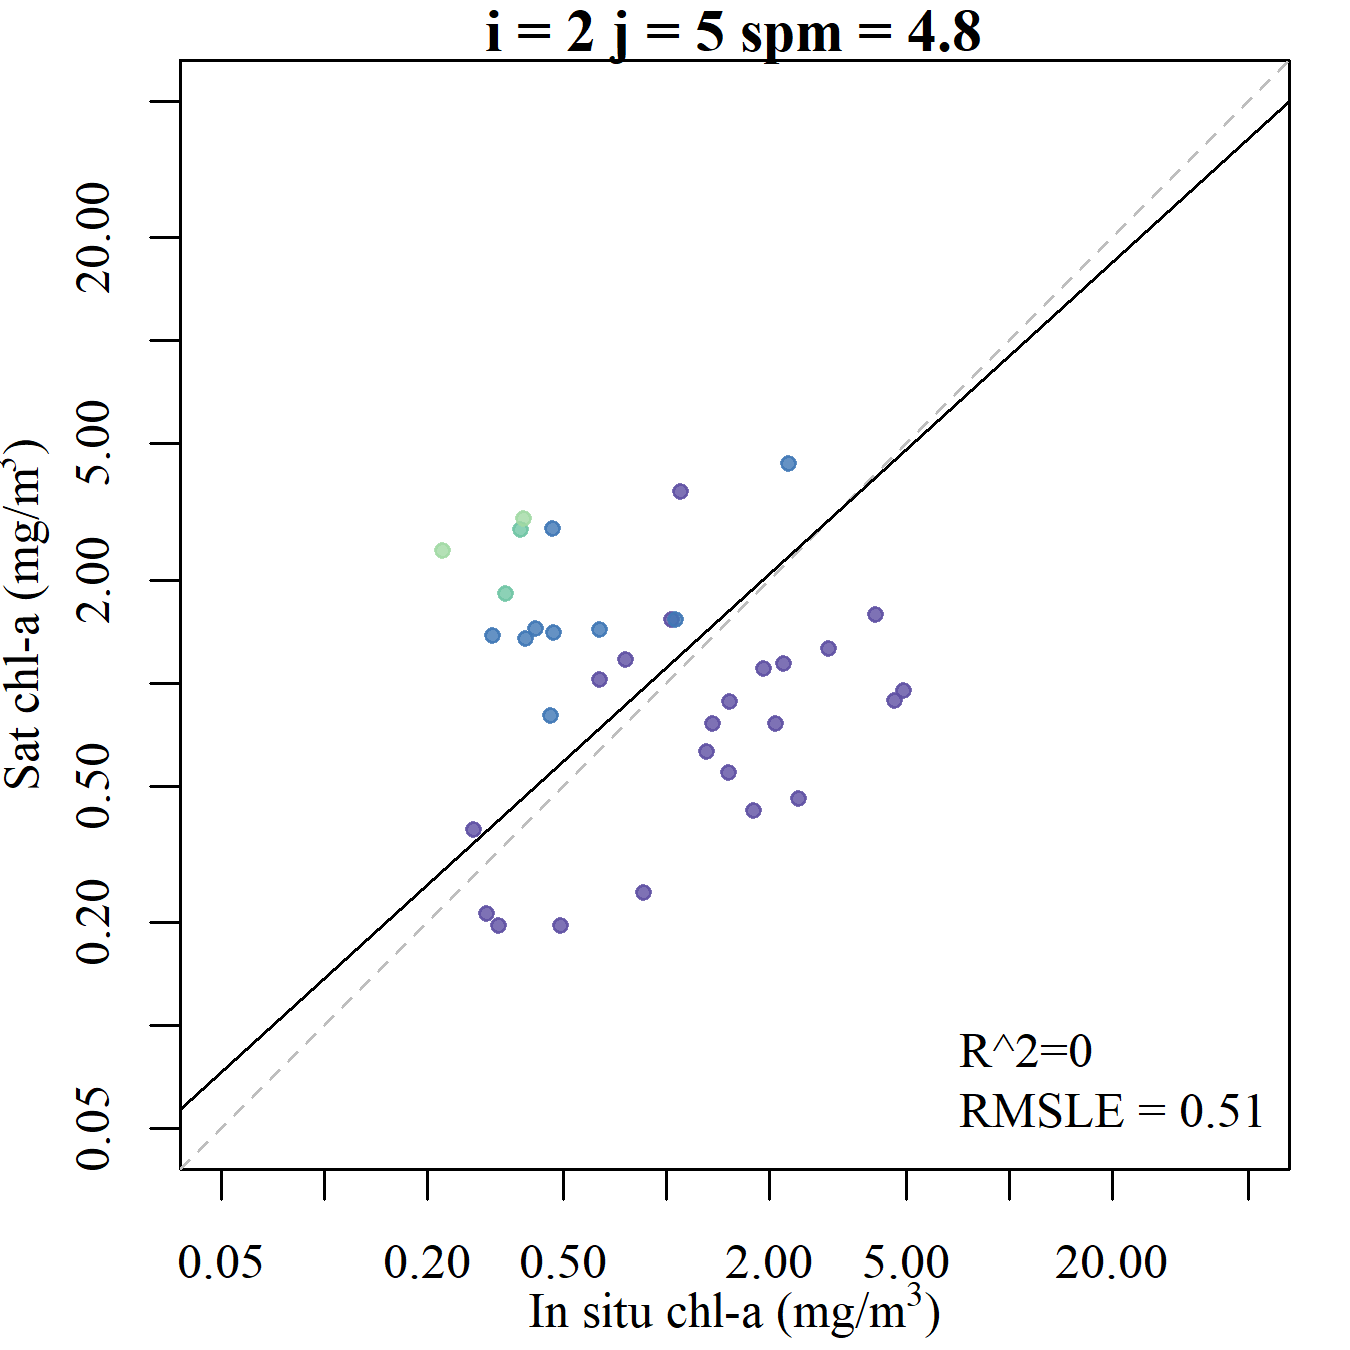 i = 2 j = 5 spm = 4.8
Sat chl-a (mg/m³)
20.00
5.00
2.00
0.50
0.20
0.05
R^2=0
RMSLE = 0.51
0.05 0.20 0.50 2.00 5.00 20.00
In situ chl-a (mg/m³)